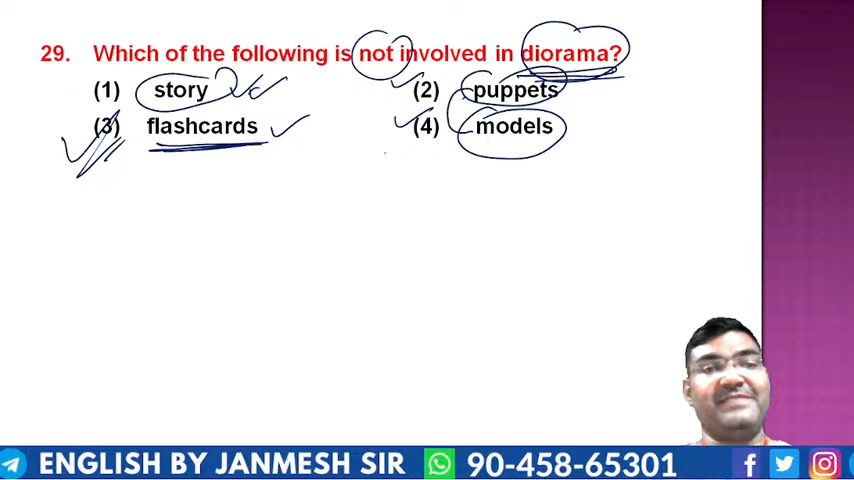 29. Which of the following is not involved in diorama?
(1) story (2) puppets
(3) flashcards (4) models
ENGLISH BY JANMESH SIR 90-458-65301